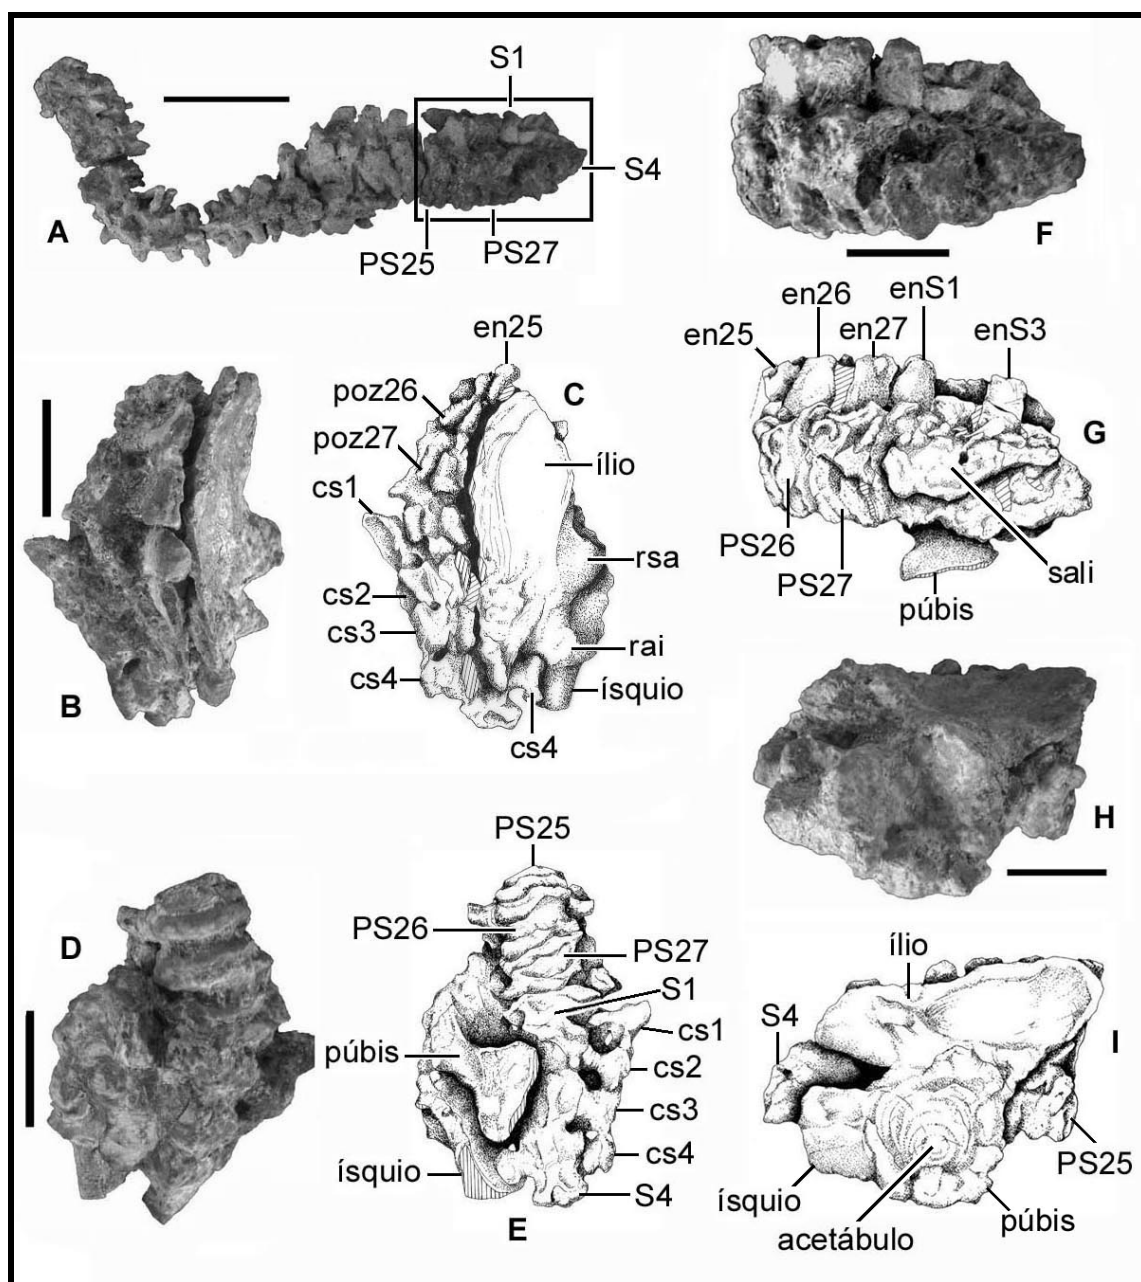 S1
S4
PS25
PS27
A
F
B
en25
poz26
poz27
cs1
cs2
cs3
cs4
C
ílio
rsa
rai
ísquio
cs4
en25
en26
en27
enS1
enS3
G
PS26
PS27
púbis
sali
H
D
PS25
PS26
PS27
S1
cs1
cs2
cs3
cs4
S4
púbis
ísquio
E
ílio
S4
I
PS25
ísquio
acetábulo
púbis